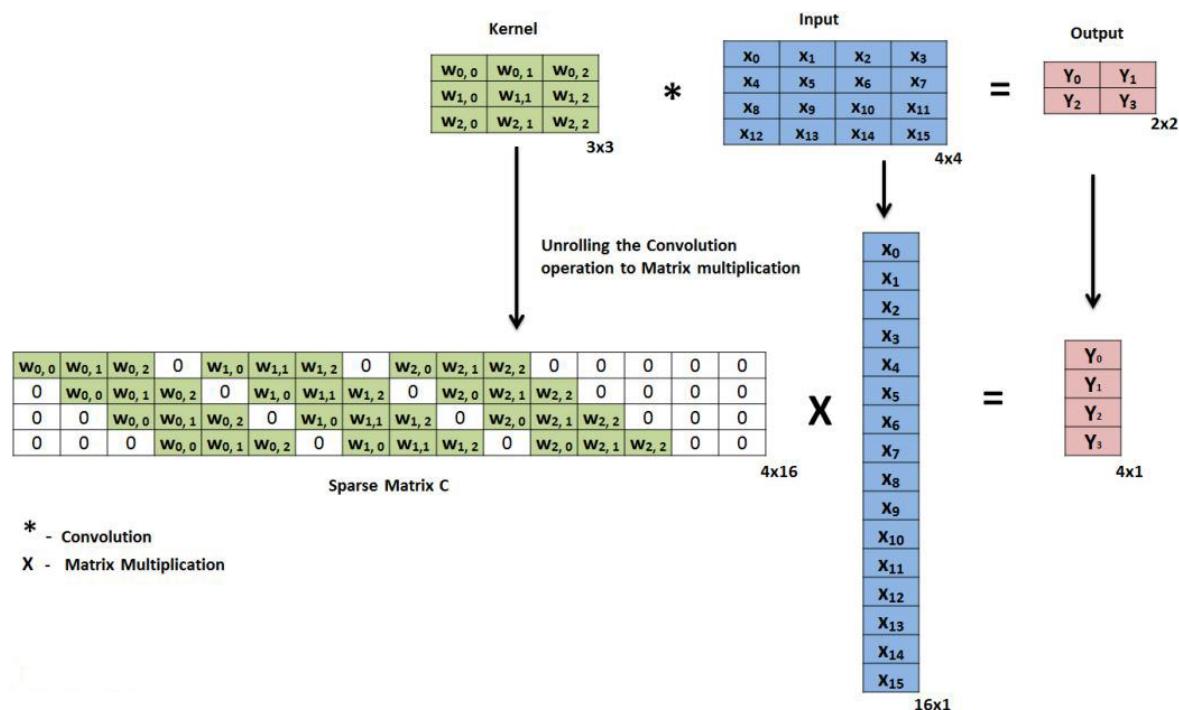 Kernel
Input
Output
w0, 0 w0, 1 w0, 2
w1, 0 w1,1 w1, 2
w2, 0 w2, 1 w2, 2
3x3
*
x0 x1 x2 x3
x4 x5 x6 x7
x8 x9 x10 x11
x12 x13 x14 x15
4x4
=
Y0 Y1
Y2 Y3
2x2
Unrolling the Convolution
operation to Matrix multiplication
w0, 0 w0, 1 w0, 2 0 w1, 0 w1,1 w1, 2 0 w2, 0 w2, 1 w2, 2 0 0 0 0 0
0 w0, 0 w0, 1 w0, 2 0 w1, 0 w1,1 w1, 2 0 w2, 0 w2, 1 w2, 2 0 0 0 0
0 0 w0, 0 w0, 1 w0, 2 0 w1, 0 w1,1 w1, 2 0 w2, 0 w2, 1 w2, 2 0 0 0
0 0 0 w0, 0 w0, 1 w0, 2 0 w1, 0 w1,1 w1, 2 0 w2, 0 w2, 1 w2, 2 0 0
4x16
Sparse Matrix C
X
X0
X1
X2
X3
X4
X5
X6
X7
X8
X9
X10
X11
X12
X13
X14
X15
16x1
=
Y0
Y1
Y2
Y3
4x1
* - Convolution
X - Matrix Multiplication